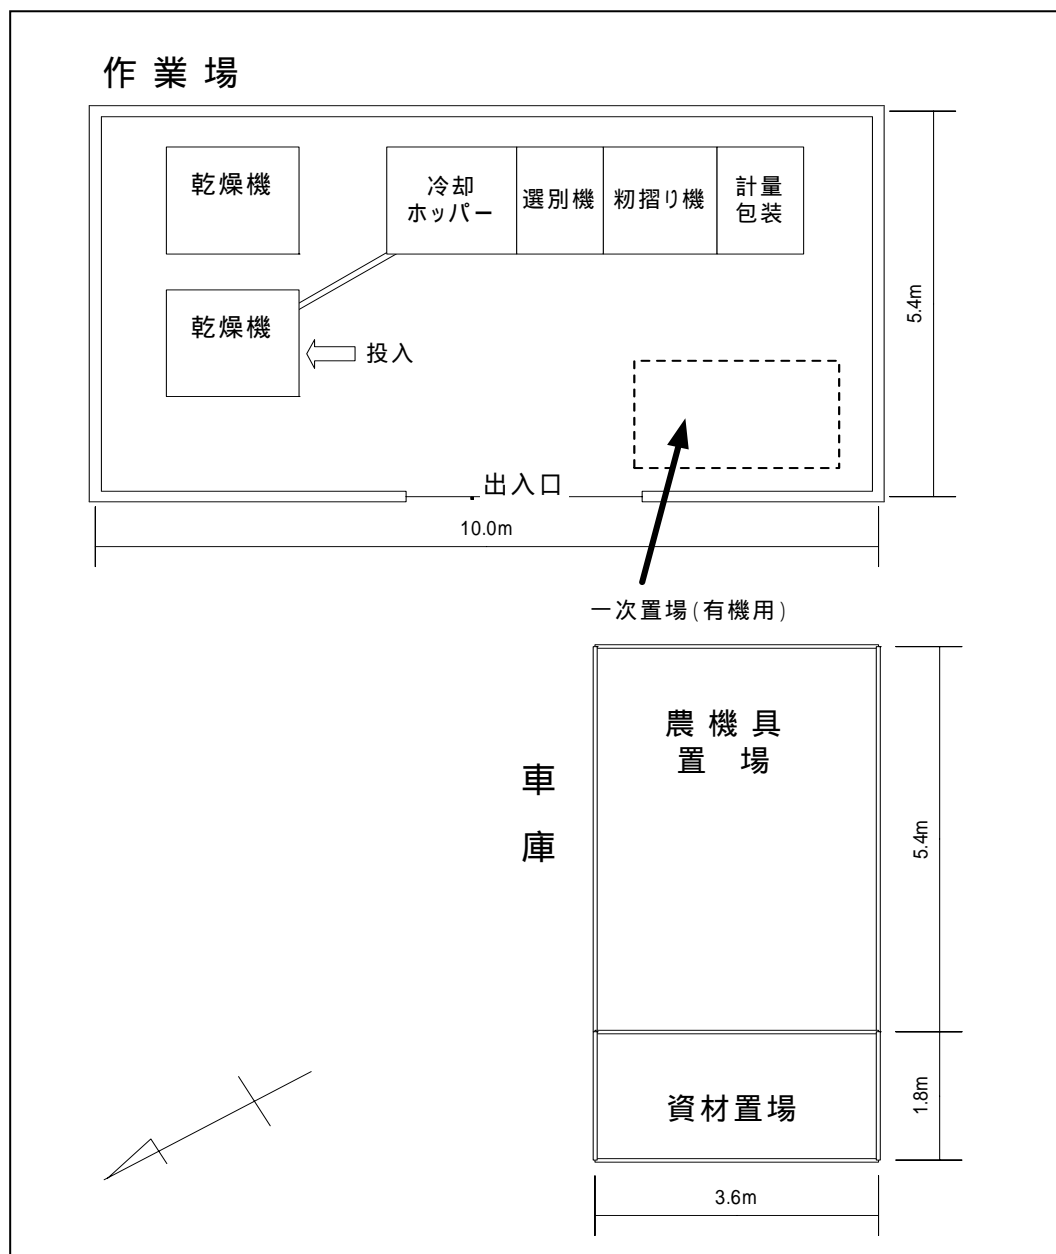 作業場
乾燥機
冷却
ホッパー
選別機
籾摺り機
計量
包装
5.4m
乾燥機
投入
出入口
10.0m
一次置場(有機用)
農機具
置場
車庫
5.4m
資材置場
1.8m
3.6m